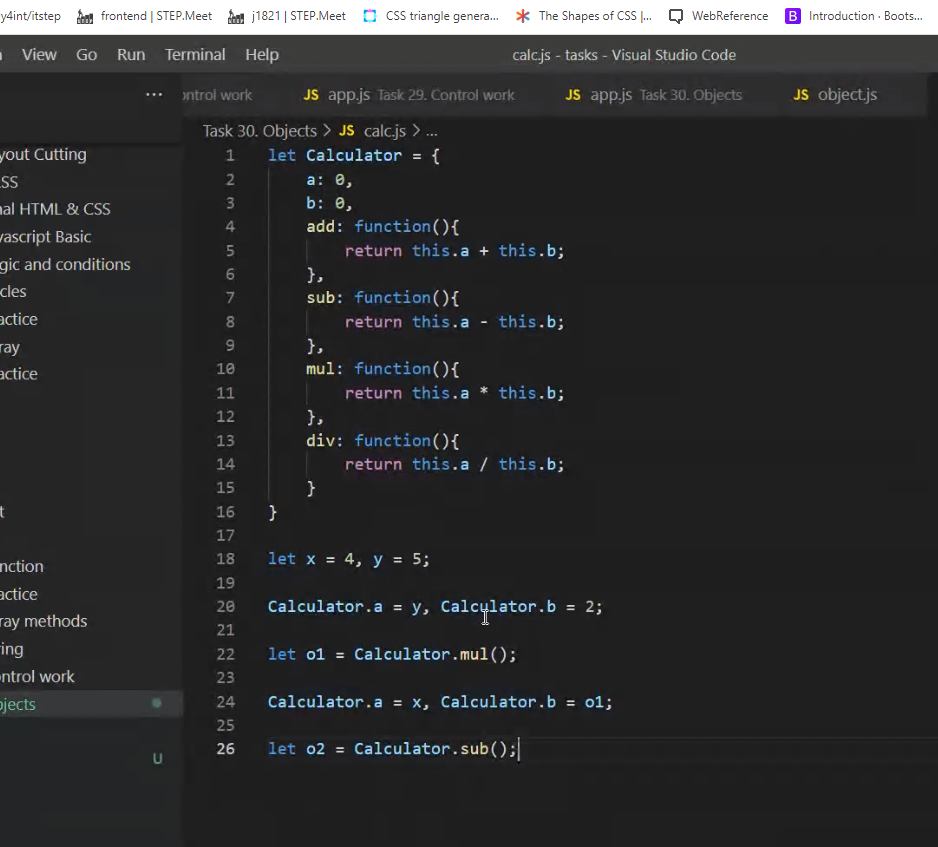 y4int/itstep frontend | STEP.Meet j1821 | STEP.Meet CSS triangle genera... The Shapes of CSS |... WebReference B Introduction · Boots...
View Go Run Terminal Help calc.js - tasks - Visual Studio Code
... ontrol work JS app.js Task 29. Control work JS app.js Task 30. Objects JS object.js
Task 30. Objects > JS calc.js > ...
yout Cutting
SS
nal HTML & CSS
vascript Basic
gic and conditions
cles
actice
ray
actice
t
nction
actice
ray methods
ring
ontrol work
bjects
U
1 let Calculator = {
2 a: 0,
3 b: 0,
4 add: function(){
5 return this.a + this.b;
6 },
7 sub: function(){
8 return this.a - this.b;
9 },
10 mul: function(){
11 return this.a * this.b;
12 },
13 div: function(){
14 return this.a / this.b;
15 }
16 }
17
18 let x = 4, y = 5;
19
20 Calculator.a = y, Calculator.b = 2;
21
22 let o1 = Calculator.mul();
23
24 Calculator.a = x, Calculator.b = o1;
25
26 let o2 = Calculator.sub();